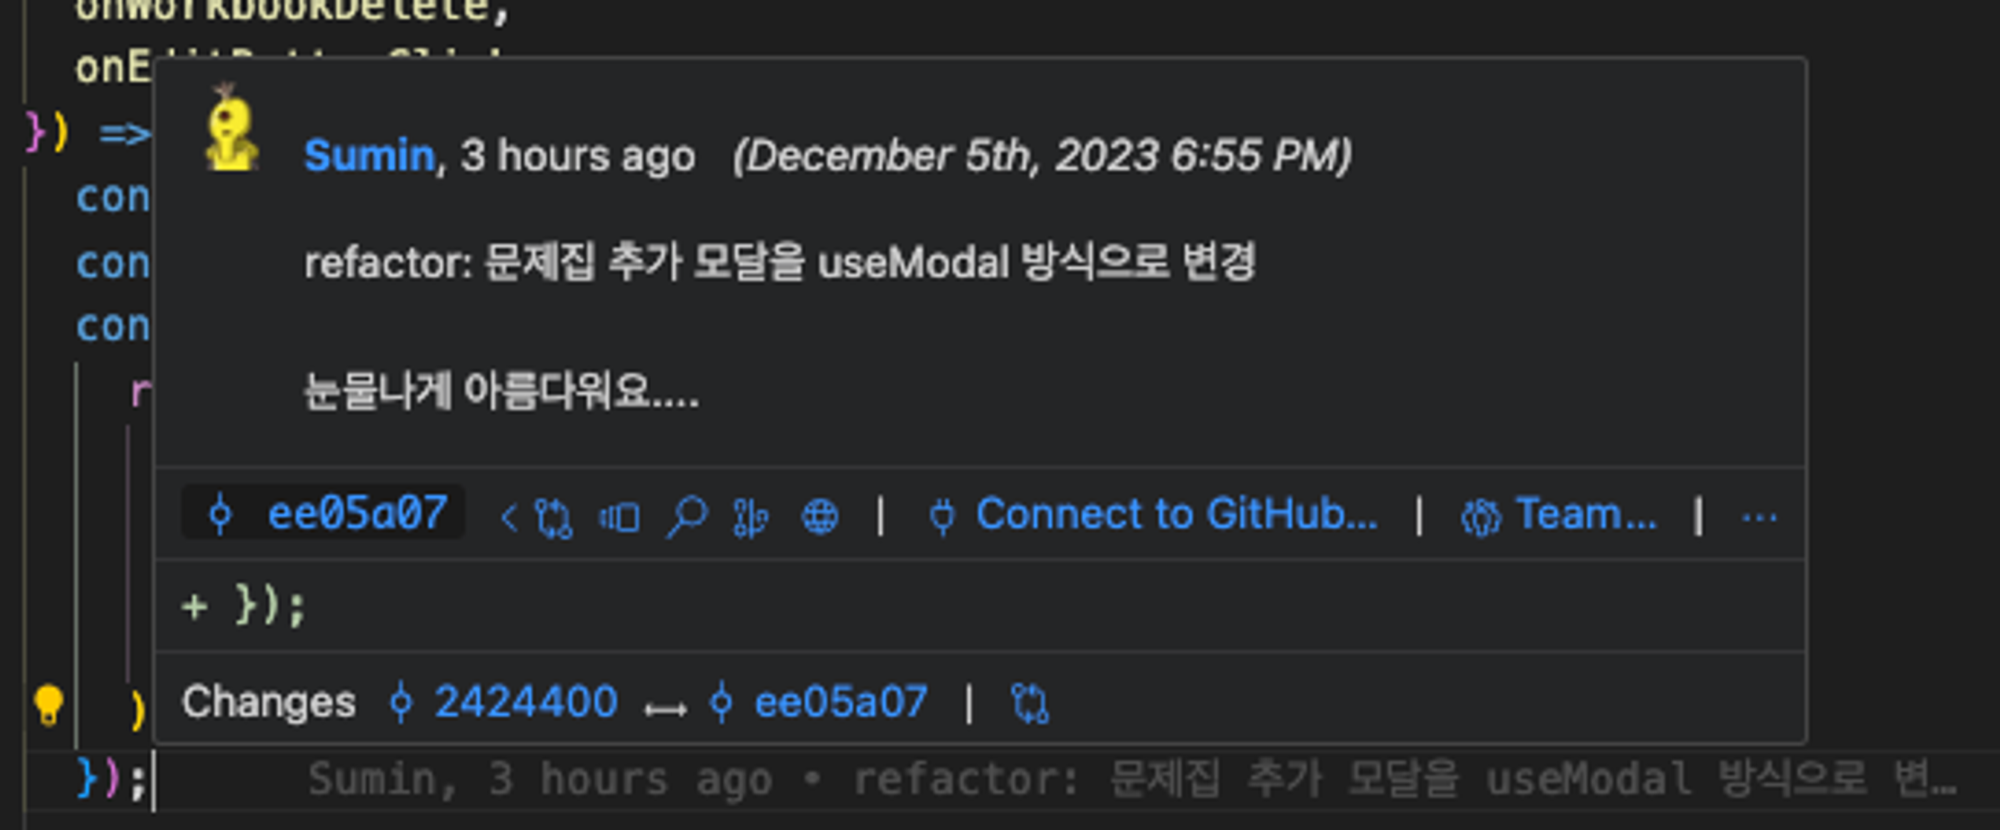 onWorkbookDelete,
onEditButtonClick
}) =>
con
con
con
r
Sumin, 3 hours ago (December 5th, 2023 6:55 PM)
refactor: 문제집 추가 모달을 useModal 방식으로 변경
눈물나게 아름다워요....
ee05a07 | Connect to GitHub... | Team... | ...
+ });
Changes 2424400 ↔ ee05a07 |
)
});
Sumin, 3 hours ago • refactor: 문제집 추가 모달을 useModal 방식으로 변...